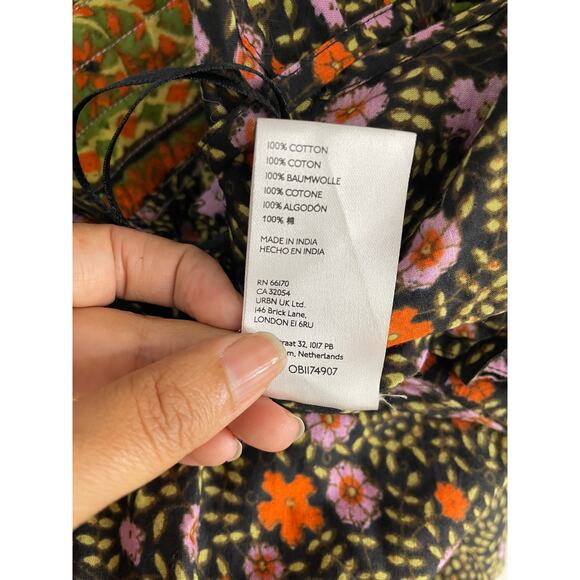 100% COTTON
100% COTON
100% BAUMWOLLE
100% COTONE
100% ALGODÓN
100% 棉
MADE IN INDIA
HECHO EN INDIA
RN 66170
CA 32054
URBN UK Ltd.
146 Brick Lane,
LONDON E1 6RU
32, 1017 PB
Netherlands
OB1174907